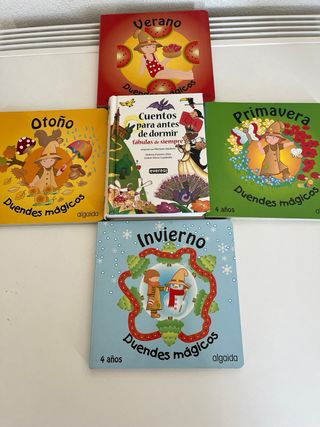 Verano
Duendes mágicos
Otoño
Duendes mágicos
algaida
Cuentos
para antes
de dormir
fábulas de siempre
everest
Primavera
Duendes mágicos
4 años
Invierno
Duendes mágicos
4 años
algaida